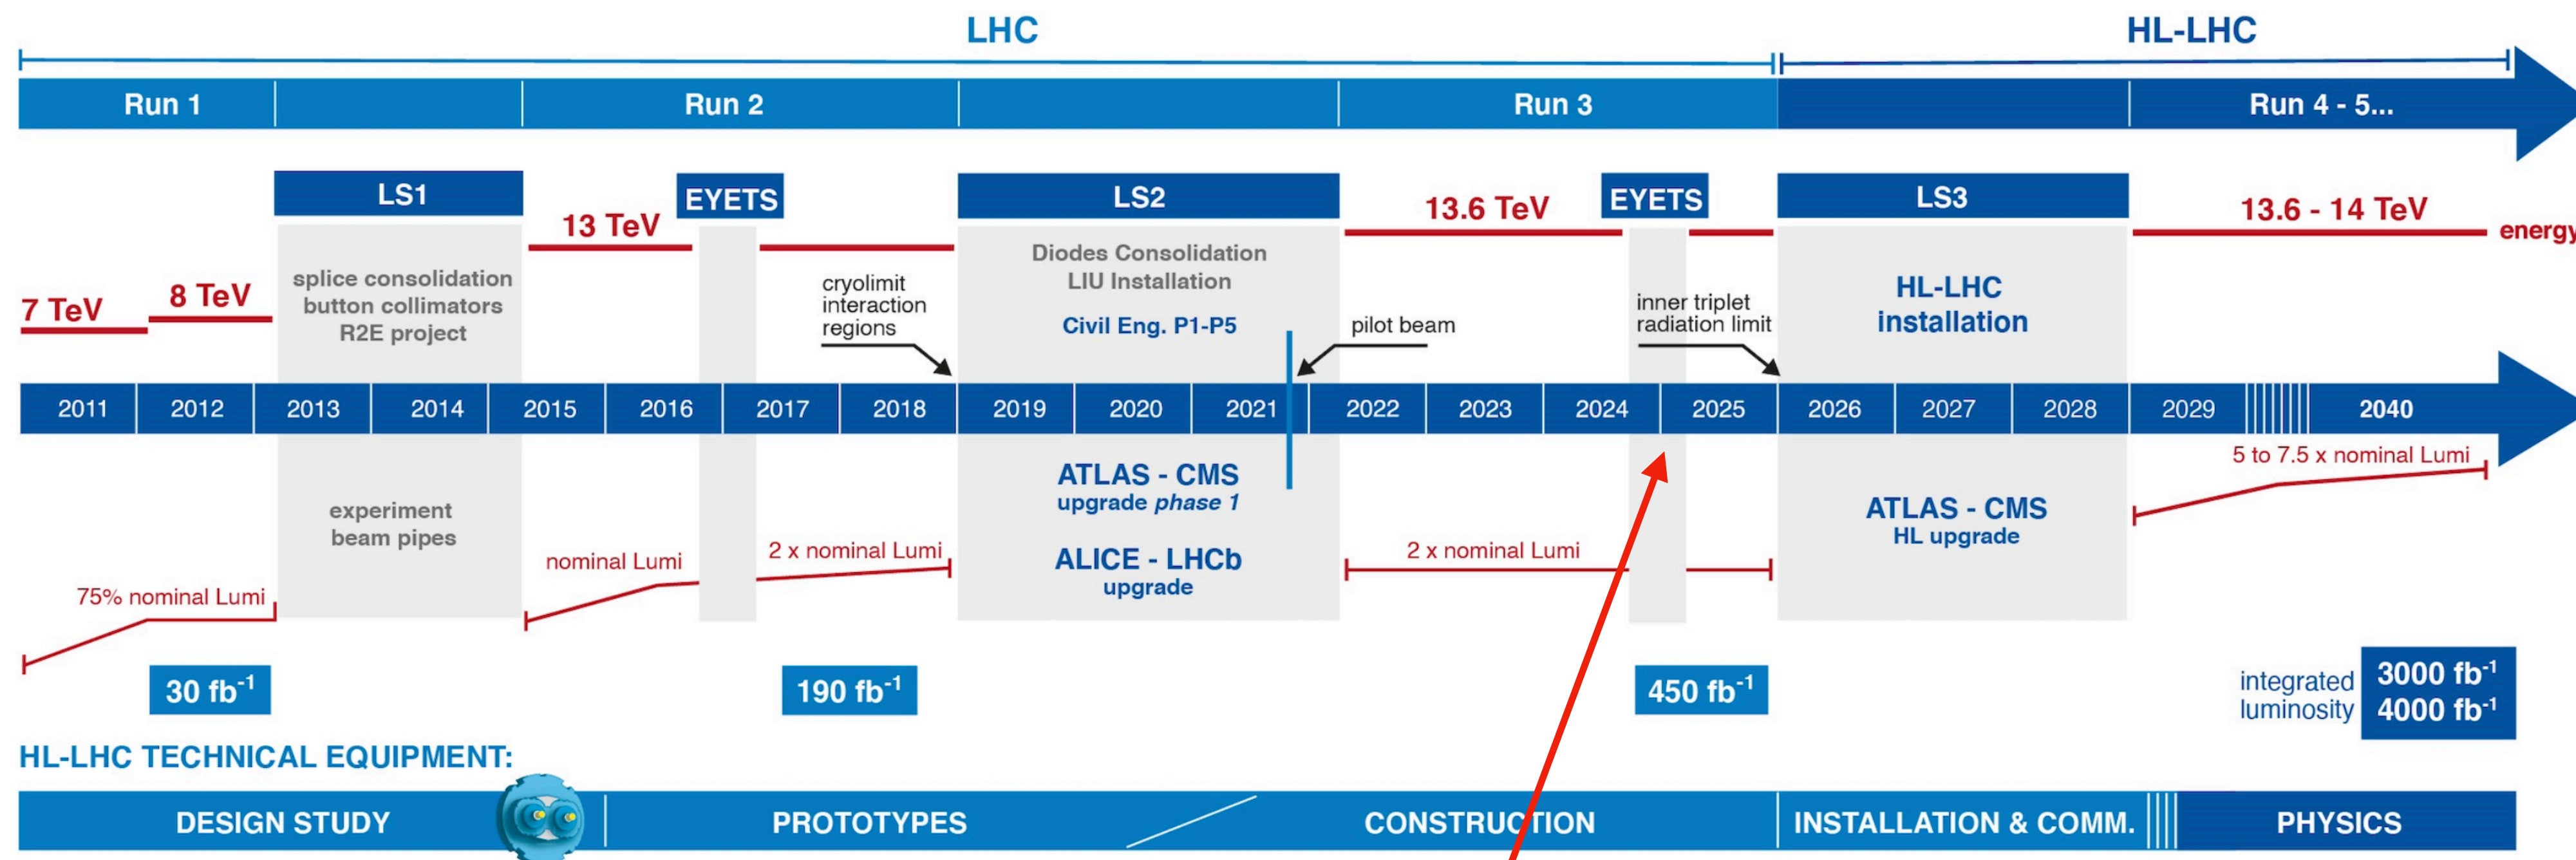 LHC
HL-LHC
Run 1
Run 2
Run 3
Run 4 - 5...
LS1
EYETS
LS2
EYETS
LS3
13 TeV
13.6 TeV
13.6 - 14 TeV
energy
7 TeV
8 TeV
splice consolidation
button collimators
R2E project
cryolimit
interaction
regions
Diodes Consolidation
LIU Installation
Civil Eng. P1-P5
pilot beam
inner triplet
radiation limit
HL-LHC
installation
2011
2012
2013
2014
2015
2016
2017
2018
2019
2020
2021
2022
2023
2024
2025
2026
2027
2028
2029
2040
experiment
beam pipes
ATLAS - CMS
upgrade phase 1
ALICE - LHCb
upgrade
ATLAS - CMS
HL upgrade
5 to 7.5 x nominal Lumi
75% nominal Lumi
nominal Lumi
2 x nominal Lumi
2 x nominal Lumi
30 fb⁻¹
190 fb⁻¹
450 fb⁻¹
integrated
luminosity
3000 fb⁻¹
4000 fb⁻¹
HL-LHC TECHNICAL EQUIPMENT:
DESIGN STUDY
PROTOTYPES
CONSTRUCTION
INSTALLATION & COMM.
PHYSICS